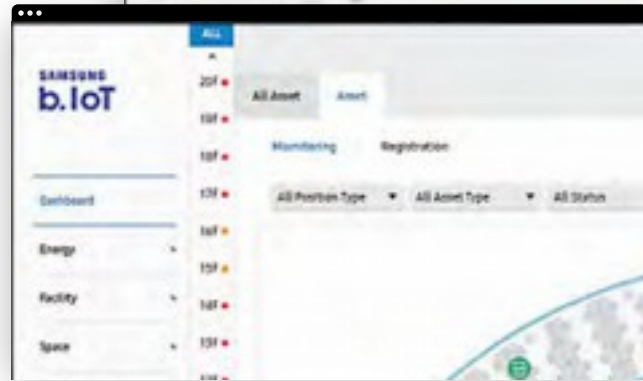 ALL
SAMSUNG
b.IoT
20F
19F
18F
17F
16F
15F
14F
13F
All Asset Asset
Monitoring Registration
All Position Type All Asset Type All Status
Dashboard
Energy
Facility
Space